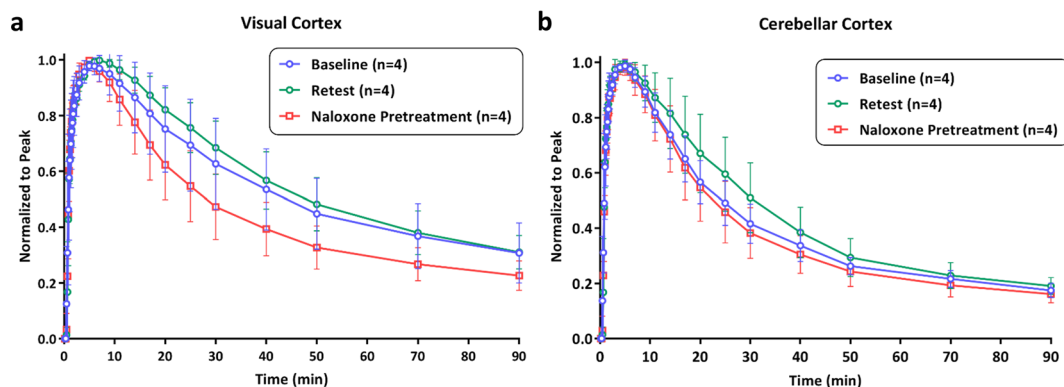 a
Visual Cortex
Normalized to Peak
1.0
0.8
0.6
0.4
0.2
0.0
0
10
20
30
40
50
60
70
80
90
Time (min)
Baseline (n=4)
Retest (n=4)
Naloxone Pretreatment (n=4)
b
Cerebellar Cortex
Normalized to Peak
1.0
0.8
0.6
0.4
0.2
0.0
0
10
20
30
40
50
60
70
80
90
Time (min)
Baseline (n=4)
Retest (n=4)
Naloxone Pretreatment (n=4)